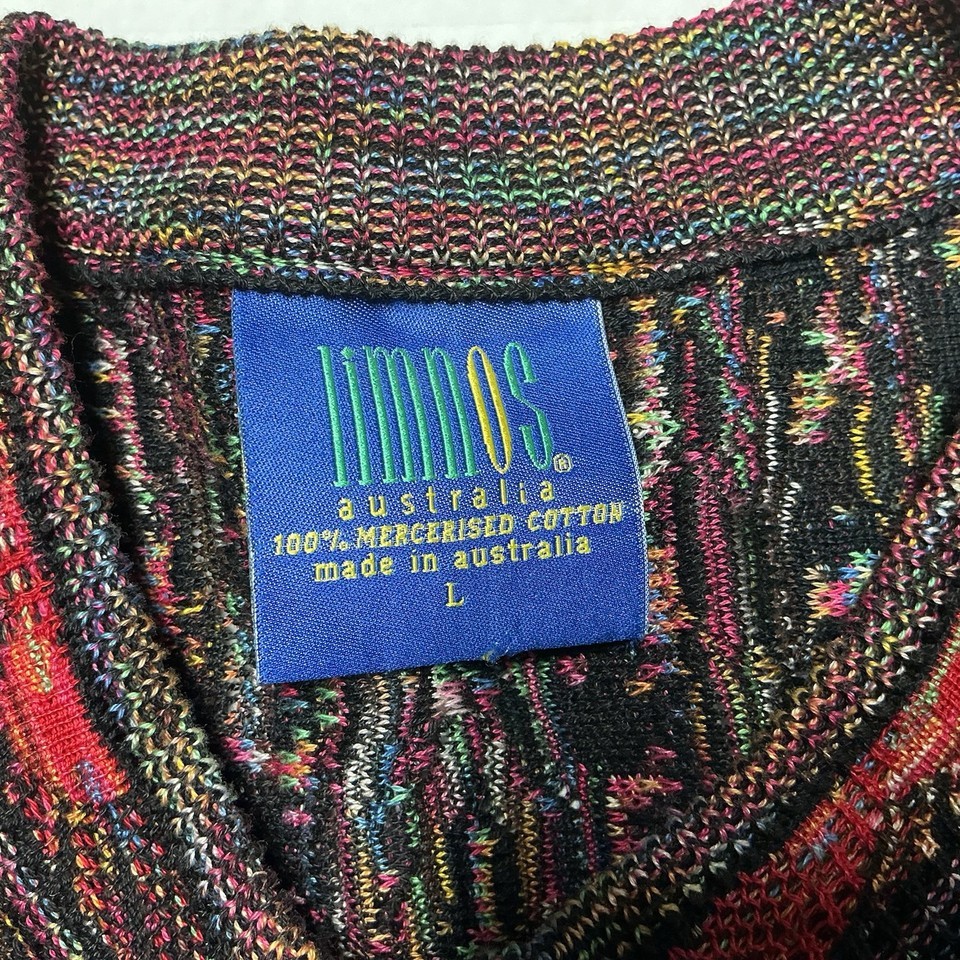 limnos®
australia
100% MERCERISED COTTON
made in australia
L